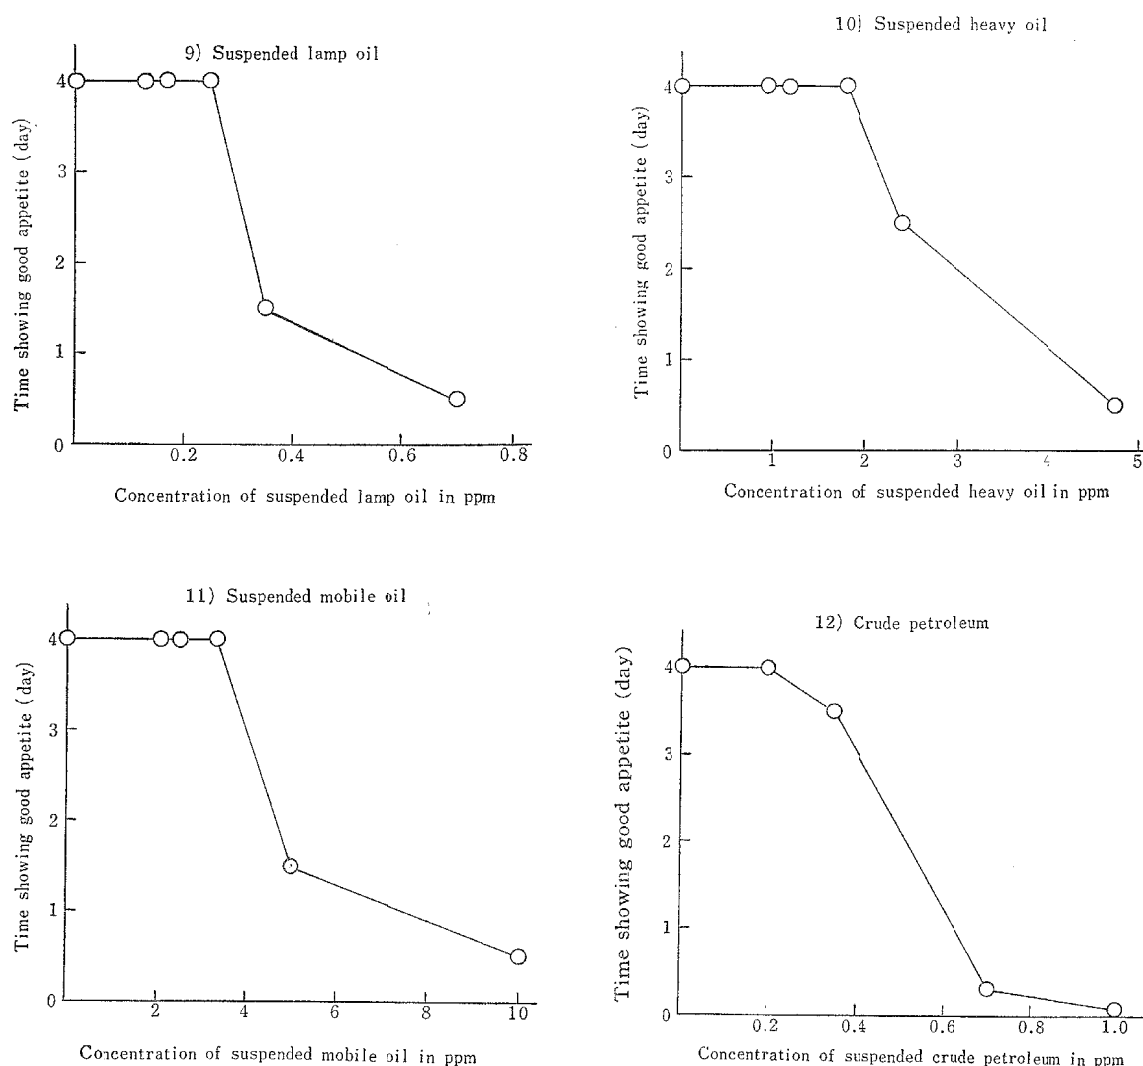 9) Suspended lamp oil
Time showing good appetite (day)
4
3
2
1
0
0.2 0.4 0.6 0.8
Concentration of suspended lamp oil in ppm
10) Suspended heavy oil
Time showing good appetite (day)
4
3
2
1
0
1 2 3 4 5
Concentration of suspended heavy oil in ppm
11) Suspended mobile oil
Time showing good appetite (day)
4
3
2
1
0
2 4 6 8 10
Concentration of suspended mobile oil in ppm
12) Crude petroleum
Time showing good appetite (day)
4
3
2
1
0
0.2 0.4 0.6 0.8 1.0
Concentration of suspended crude petroleum in ppm